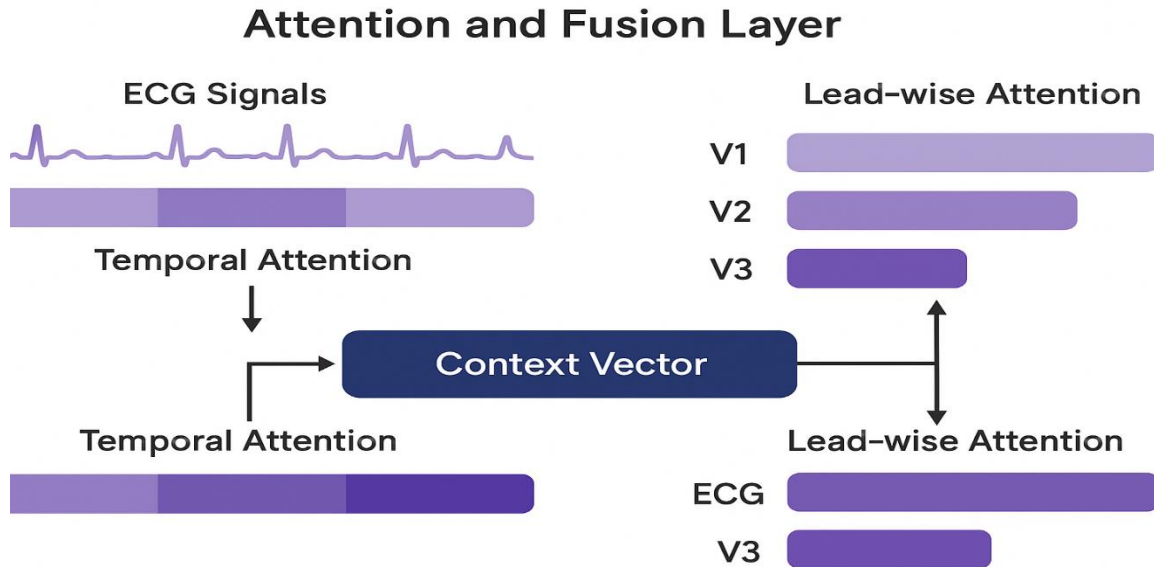 Attention and Fusion Layer
ECG Signals
Temporal Attention
Lead-wise Attention
V1
V2
V3
Context Vector
Temporal Attention
Lead-wise Attention
ECG
V3